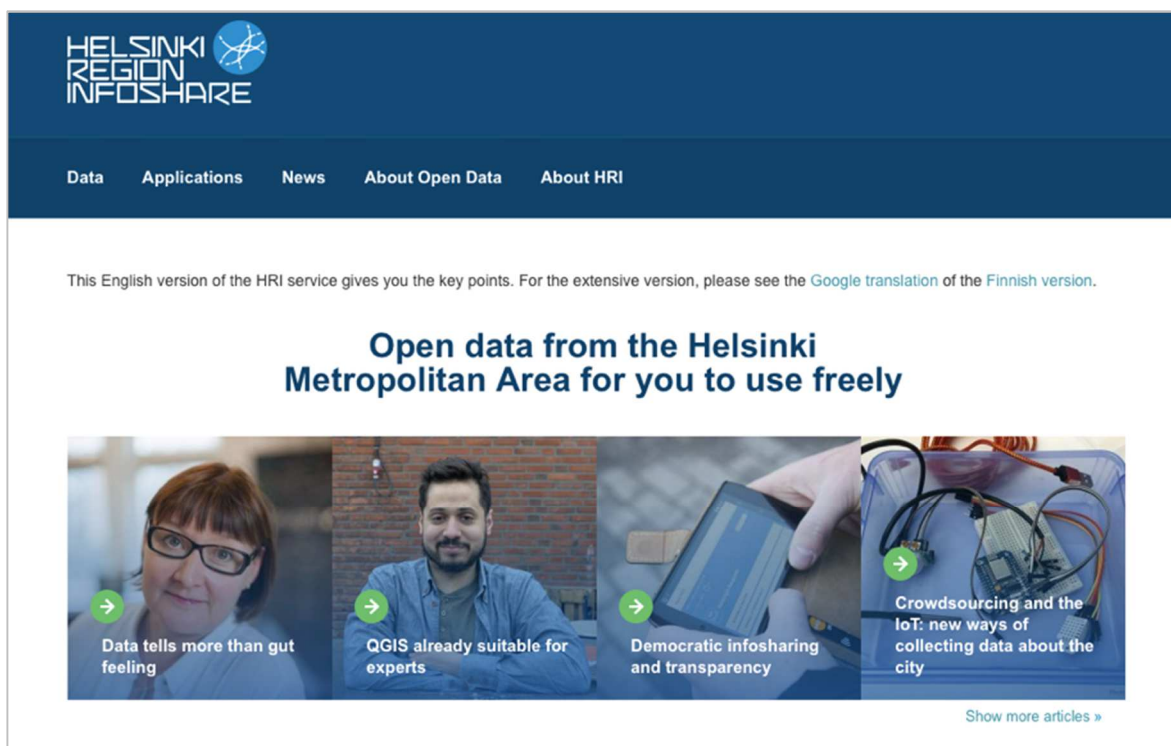 HELSINKI
REGION
INFOSHARE
Data Applications News About Open Data About HRI
This English version of the HRI service gives you the key points. For the extensive version, please see the Google translation of the Finnish version.
Open data from the Helsinki
Metropolitan Area for you to use freely
Data tells more than gut
feeling
QGIS already suitable for
experts
Democratic infosharing
and transparency
Crowdsourcing and the
IoT: new ways of
collecting data about the
city
Show more articles »